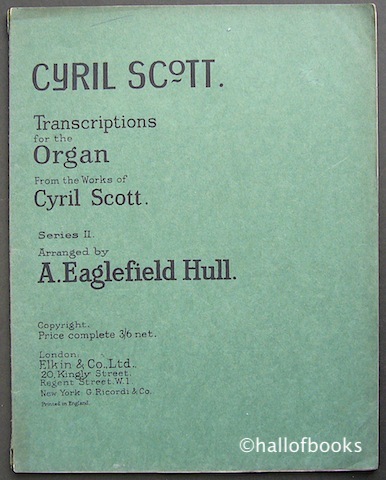 CYRIL SCOTT.
Transcriptions
for the
Organ
From the Works of
Cyril Scott.
Series II.
Arranged by
A. Eaglefield Hull.
Copyright.
Price complete 3/6 net.
London:
Elkin & Co., Ltd.,
20, Kingly Street,
Regent Street, W.1
New York: G. Ricordi & Co.
Printed in England.
©hallofbooks